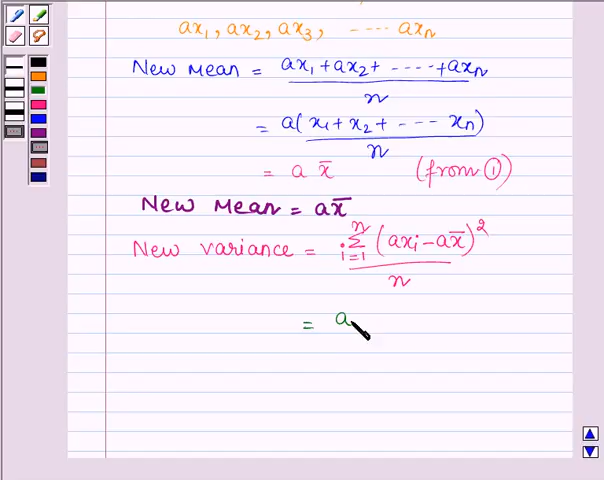 ax₁, ax₂, ax₃, ---- axₙ
New Mean = ax₁+ax₂+ ----+axₙ / n
= a(x₁+x₂+ --- xₙ) / n
= a x̄ (from ①)
New Mean = ax̄
New variance = Σᵢ₌₁ⁿ (axᵢ-ax̄)² / n
= a